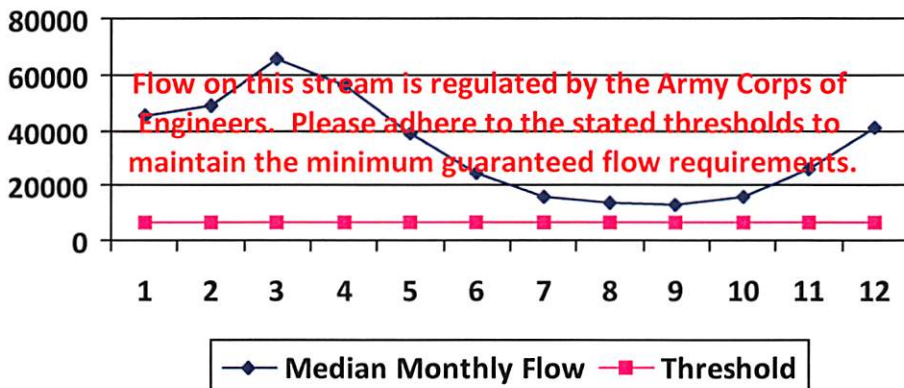 80000
60000
40000
20000
0
Flow on this stream is regulated by the Army Corps of
Engineers. Please adhere to the stated thresholds to
maintain the minimum guaranteed flow requirements.
1 2 3 4 5 6 7 8 9 10 11 12
Median Monthly Flow Threshold